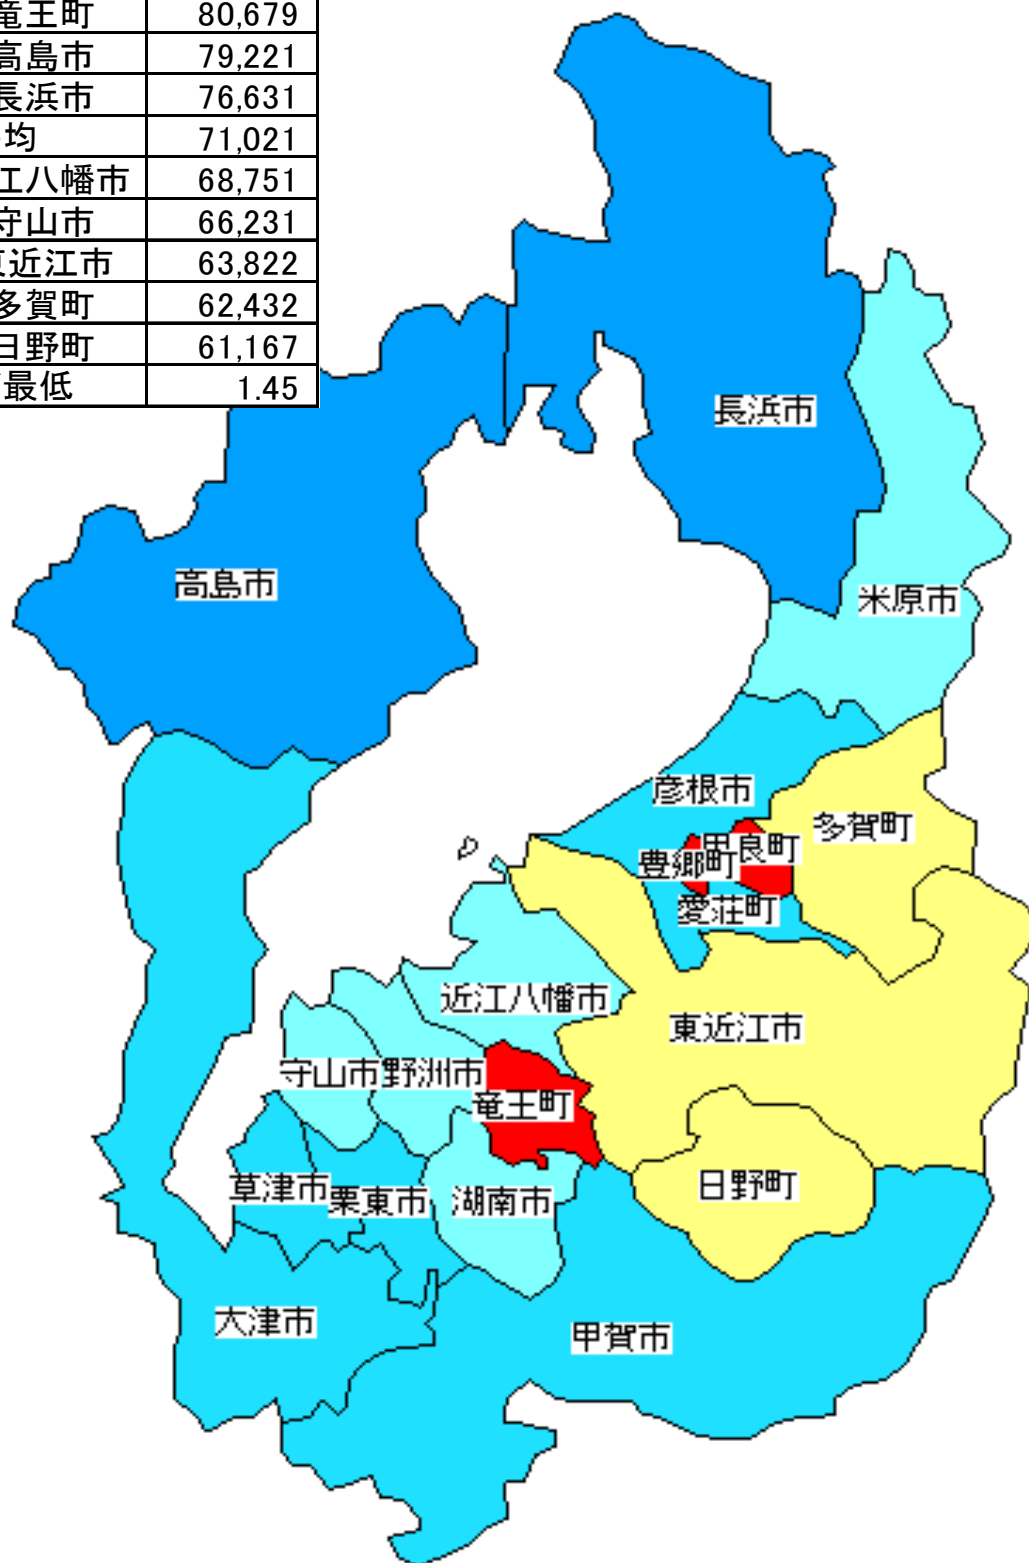 竜王町 80,679
高島市 79,221
長浜市 76,631
均 71,021
江八幡市 68,751
守山市 66,231
東近江市 63,822
多賀町 62,432
日野町 61,167
最低 1.45
長浜市
高島市
米原市
彦根市
多賀町
甲良町
豊郷町
愛荘町
近江八幡市
東近江市
守山市
野洲市
竜王町
日野町
草津市
栗東市
湖南市
大津市
甲賀市